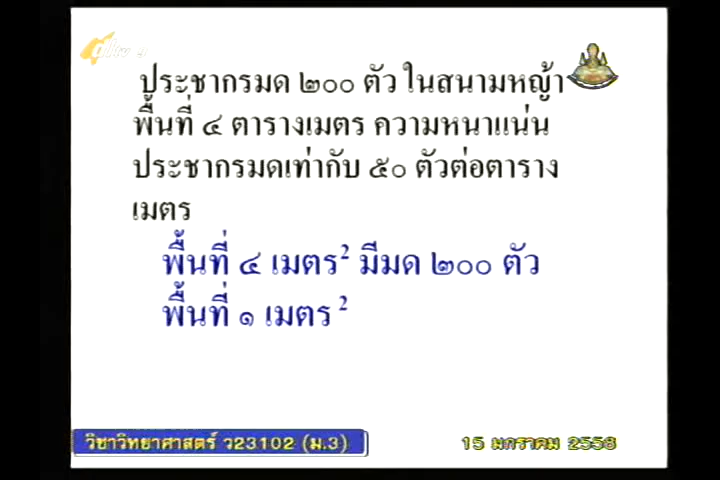 ประชากรมด ๒๐๐ ตัว ในสนามหญ้า
พื้นที่ ๔ ตารางเมตร ความหนาแน่น
ประชากรมดเท่ากับ ๕๐ ตัวต่อตาราง
เมตร
พื้นที่ ๔ เมตร² มีมด ๒๐๐ ตัว
พื้นที่ ๑ เมตร²
วิชาวิทยาศาสตร์ ว23102 (ม.3)
15 มกราคม 2558